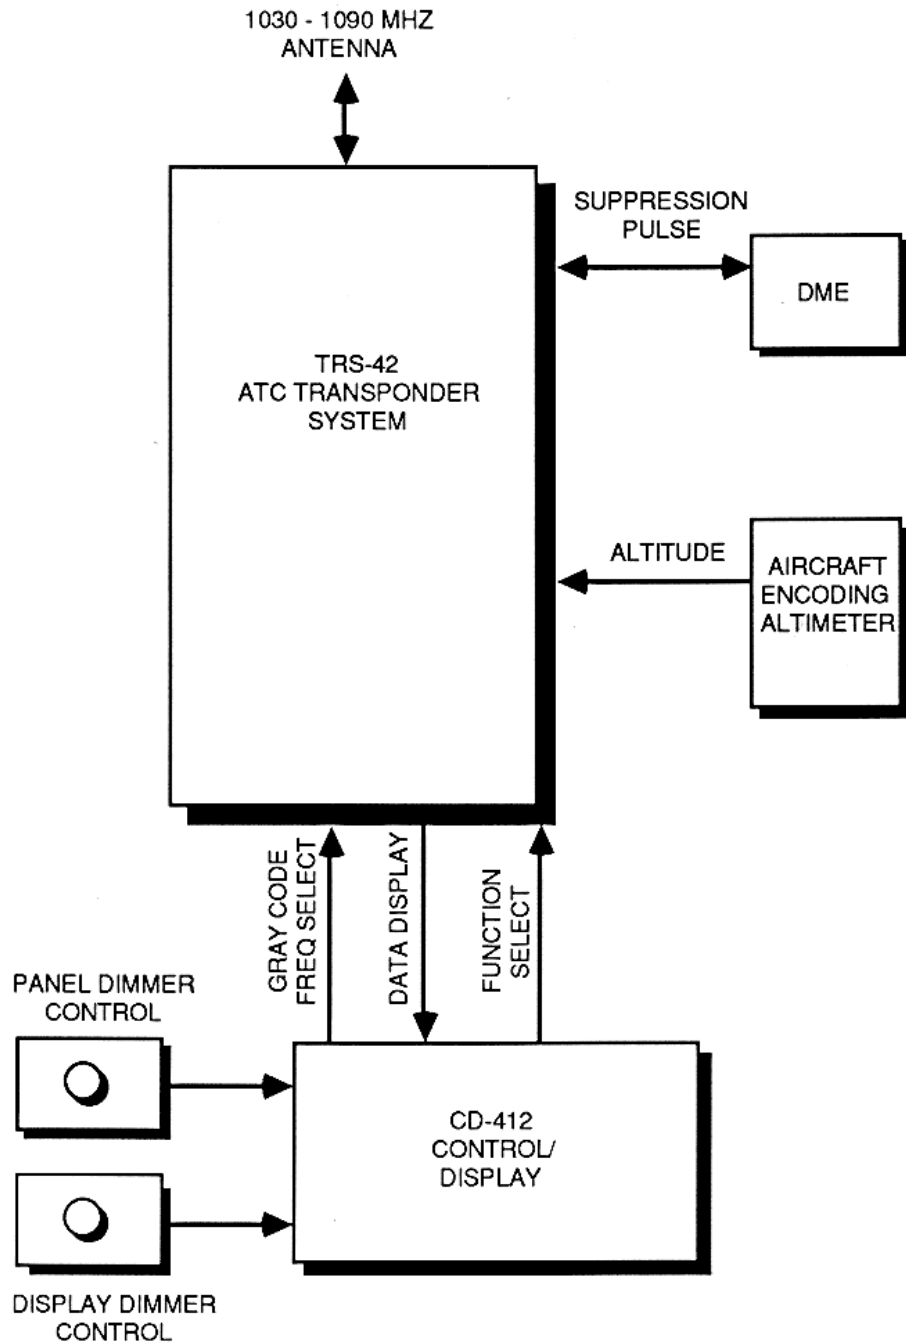 1030 - 1090 MHZ
ANTENNA
SUPPRESSION
PULSE
DME
TRS-42
ATC TRANSPONDER
SYSTEM
ALTITUDE
AIRCRAFT
ENCODING
ALTIMETER
GRAY CODE
FREQ SELECT
DATA DISPLAY
FUNCTION
SELECT
PANEL DIMMER
CONTROL
CD-412
CONTROL/
DISPLAY
DISPLAY DIMMER
CONTROL